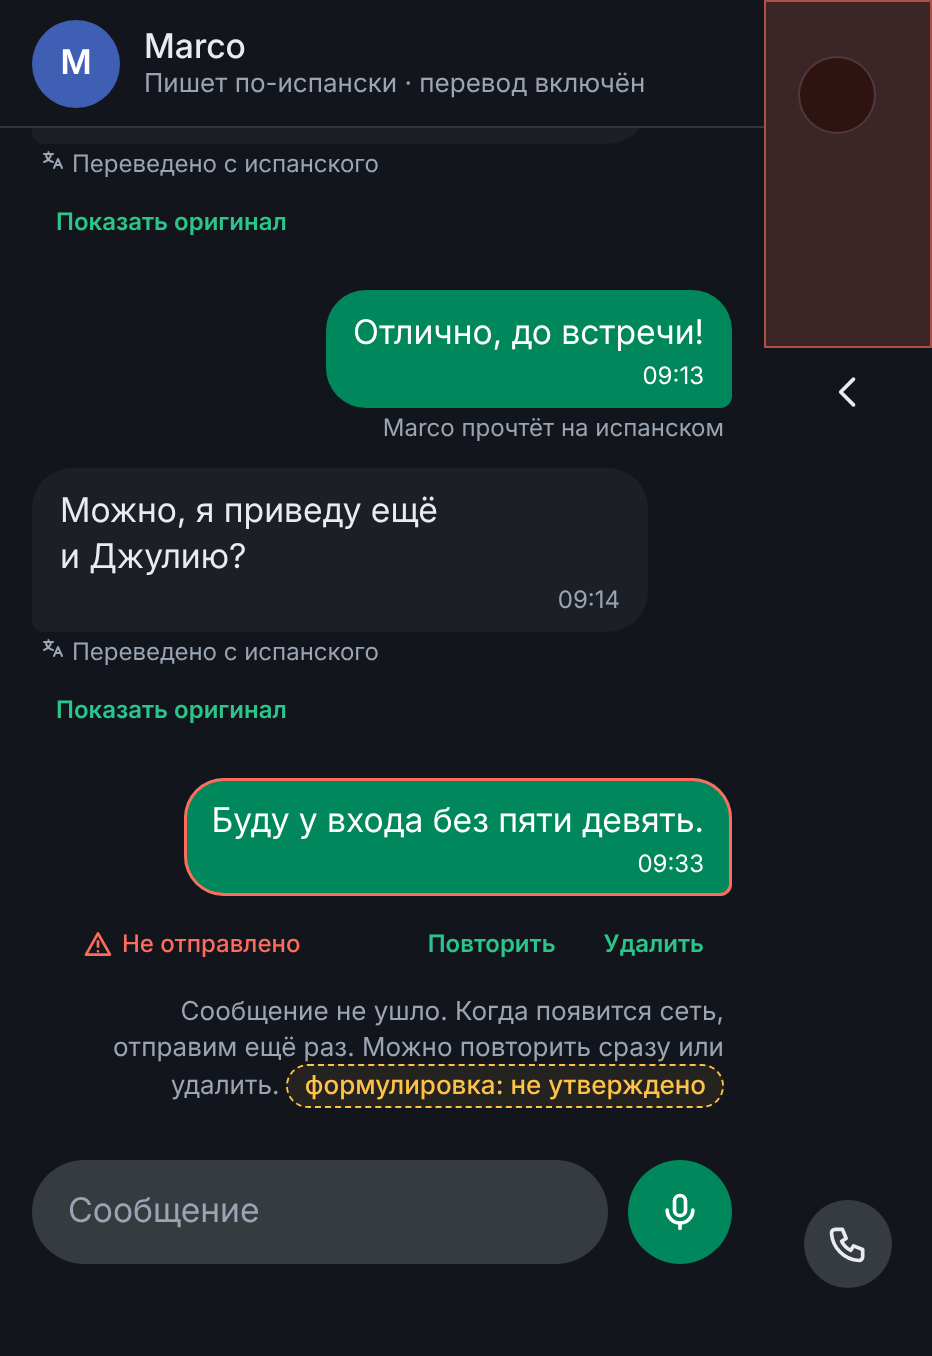 M
Marco
Пишет по-испански · перевод включён
Переведено с испанского
Показать оригинал
Отлично, до встречи!
09:13
Marco прочтёт на испанском
Можно, я приведу ещё
и Джулию?
09:14
Переведено с испанского
Показать оригинал
Буду у входа без пяти девять.
09:33
Не отправлено
Повторить
Удалить
Сообщение не ушло. Когда появится сеть,
отправим ещё раз. Можно повторить сразу или
удалить. формулировка: не утверждено
Сообщение